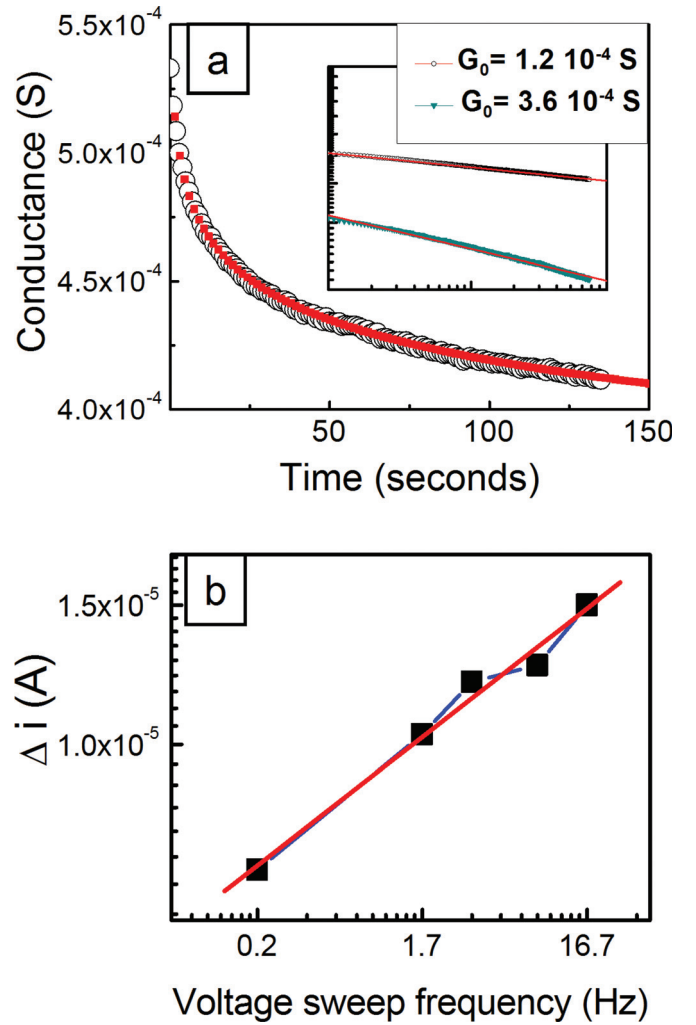 a
G₀= 1.2 10⁻⁴ S
G₀= 3.6 10⁻⁴ S
5.5x10⁻⁴
5.0x10⁻⁴
4.5x10⁻⁴
4.0x10⁻⁴
Conductance (S)
50 100 150
Time (seconds)
b
1.5x10⁻⁵
1.0x10⁻⁵
Δ i (A)
0.2 1.7 16.7
Voltage sweep frequency (Hz)